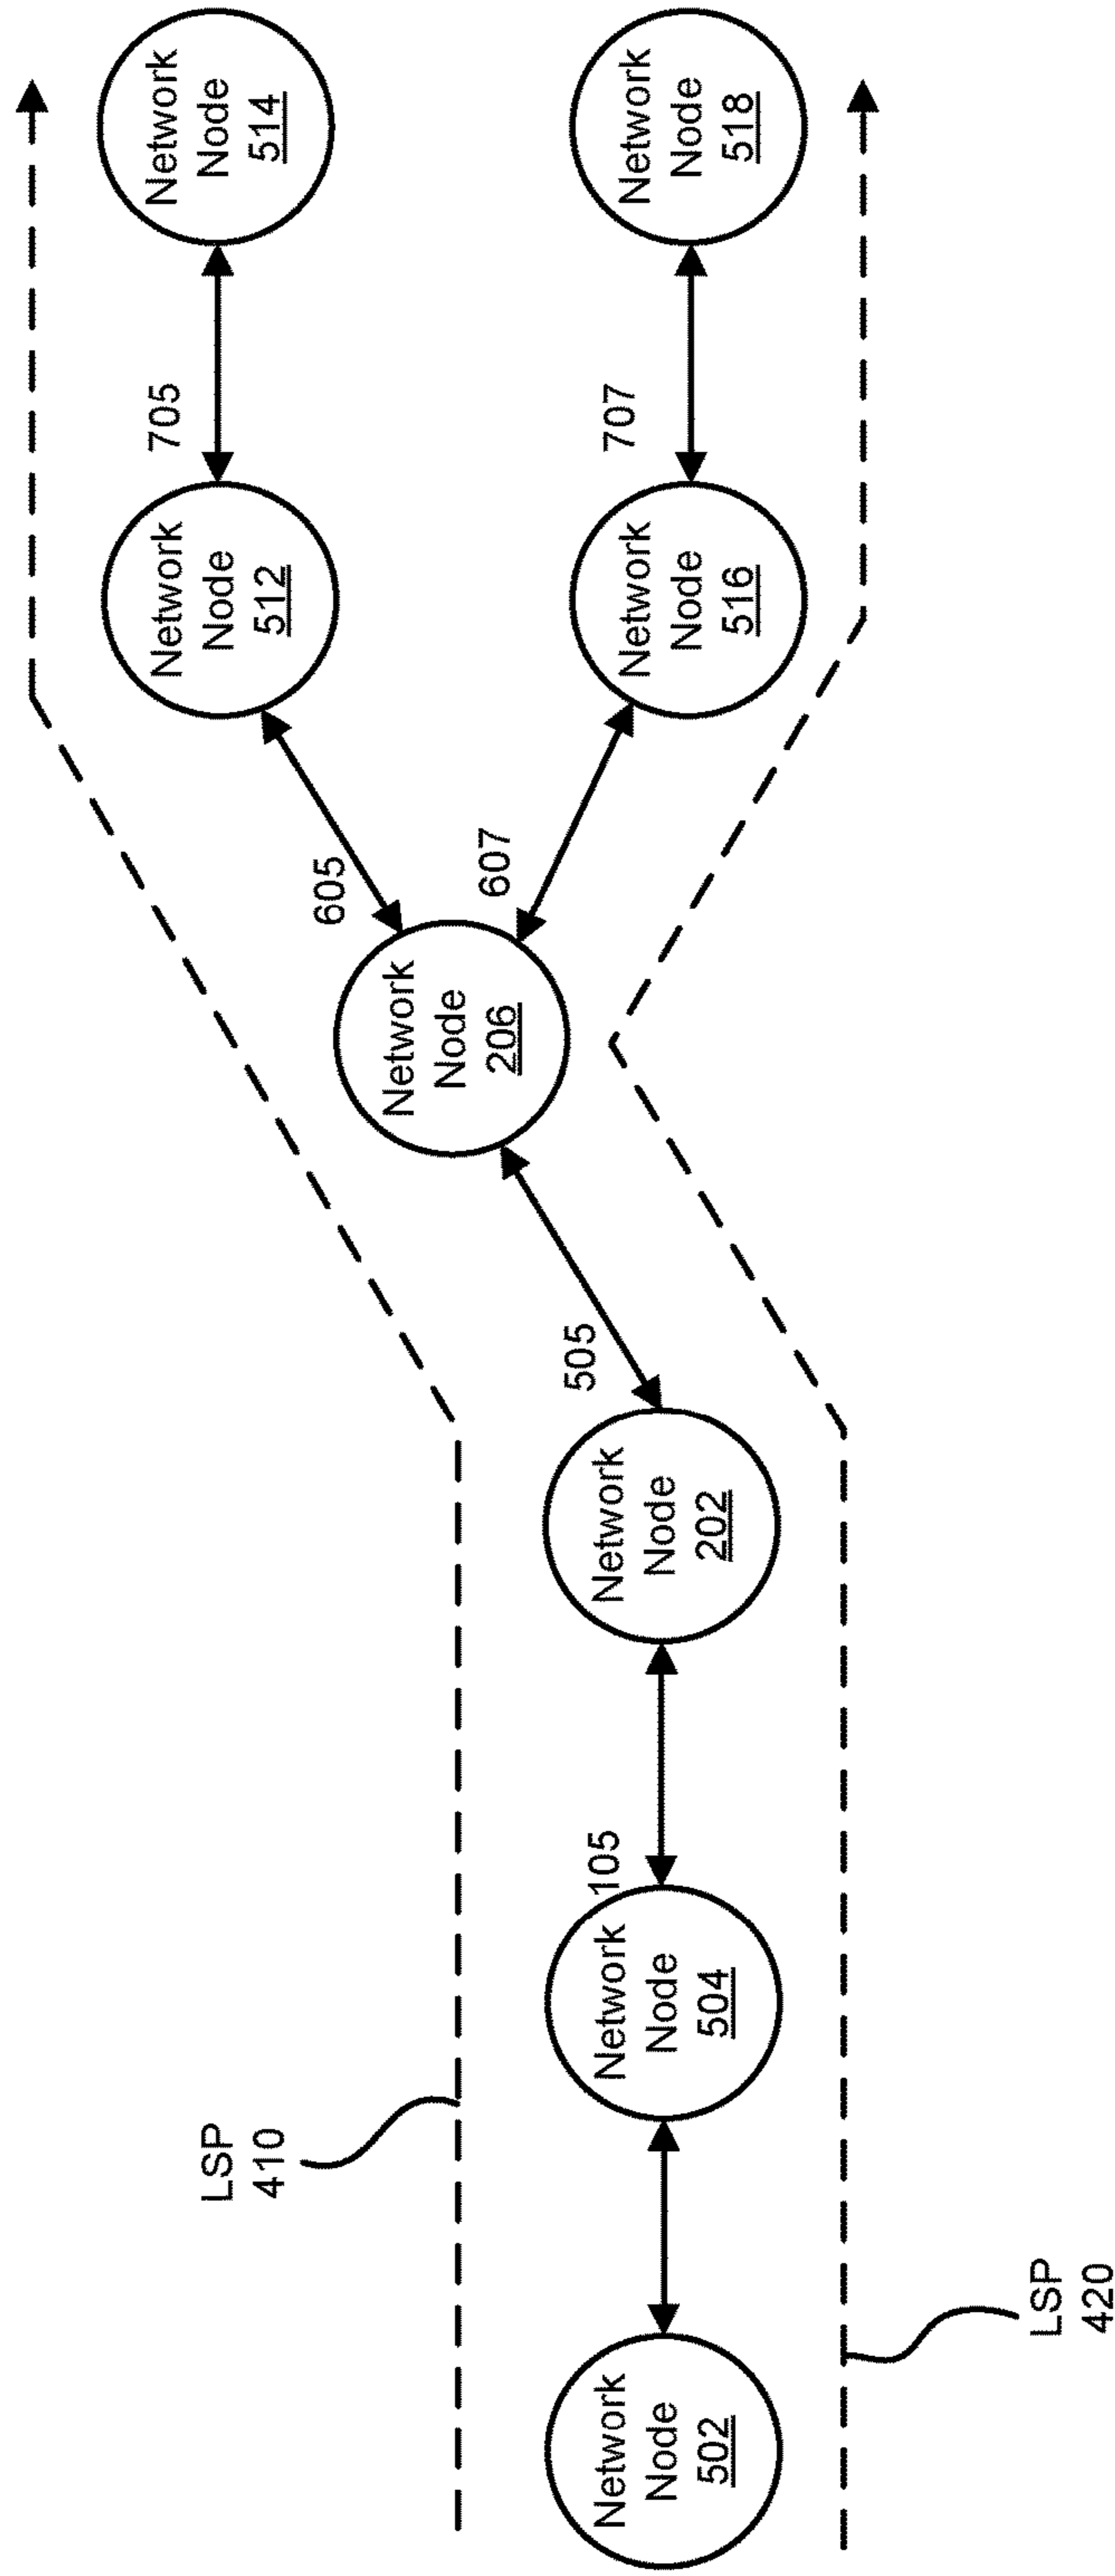 LSP
410
Network
Node
502
Network
Node
504
105
Network
Node
202
505
Network
Node
206
605
607
Network
Node
512
705
Network
Node
514
Network
Node
516
707
Network
Node
518
LSP
420